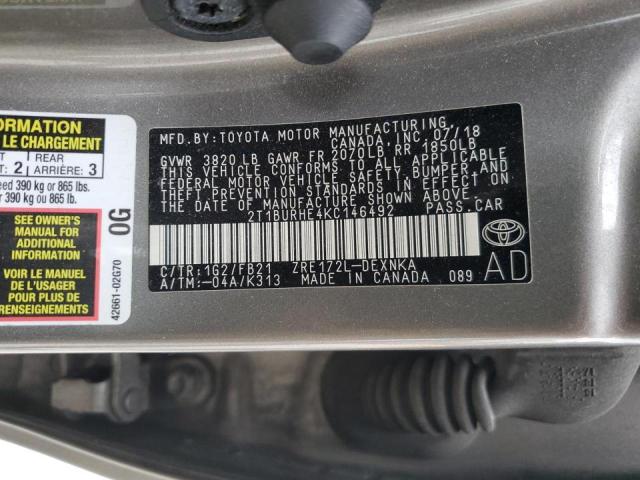 ORMATION
LE CHARGEMENT
REAR
2 ARRIÈRE: 3
ed 390 kg or 865 lbs.
390 kg ou 865 lb.
SEE OWNER'S
MANUAL FOR
ADDITIONAL
INFORMATION
VOIR LE MANUEL
DE L'USAGER
POUR PLUS DE
RENSEIGNEMENTS
OG
42661-02G70
MFD. BY: TOYOTA MOTOR MANUFACTURING
CANADA, INC. 07/18
GVWR 3820 LB GAWR FR 2070LB RR 1850LB
THIS VEHICLE CONFORMS TO ALL APPLICABLE
FEDERAL MOTOR VEHICLE SAFETY, BUMPER, AND
THEFT PREVENTION STANDARDS IN EFFECT ON
THE DATE OF MANUFACTURE SHOWN ABOVE.
2T1BURHE4KC146492 PASS. CAR
C/TR: 1G2/FB21 ZRE172L-DEXNKA
A/TM: -04A/K313 MADE IN CANADA 089
TOYOTA
AD